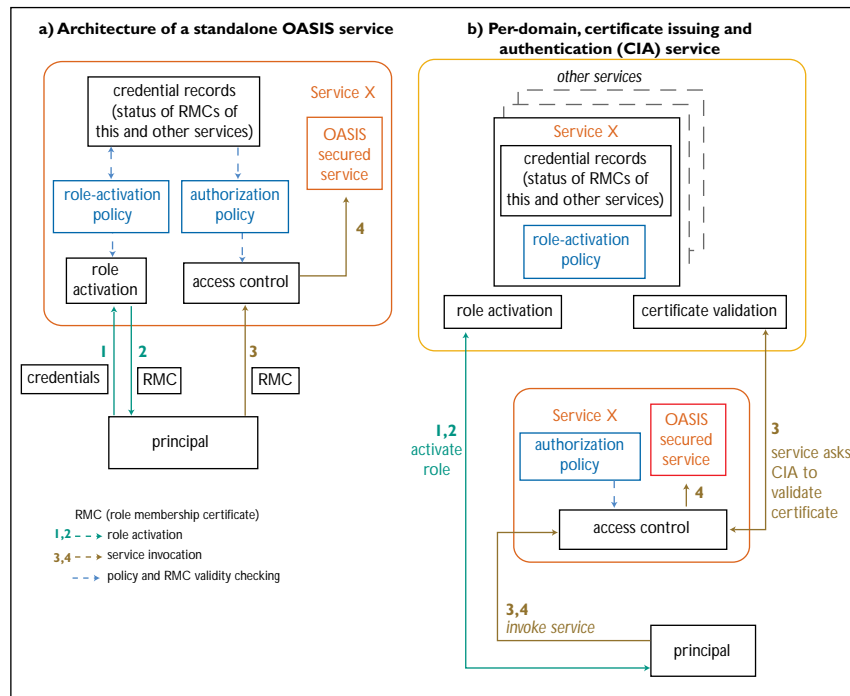 a) Architecture of a standalone OASIS service
credential records
(status of RMCs of
this and other services)
Service X
OASIS
secured
service
role-activation
policy
authorization
policy
4
role
activation
access control
1
2
3
credentials
RMC
RMC
principal
RMC (role membership certificate)
1,2 role activation
3,4 service invocation
policy and RMC validity checking
b) Per-domain, certificate issuing and
authentication (CIA) service
other services
Service X
credential records
(status of RMCs of
this and other services)
role-activation
policy
role activation
certificate validation
1,2
activate
role
Service X
authorization
policy
OASIS
secured
service
4
access control
3
service asks
CIA to
validate
certificate
3,4
invoke service
principal